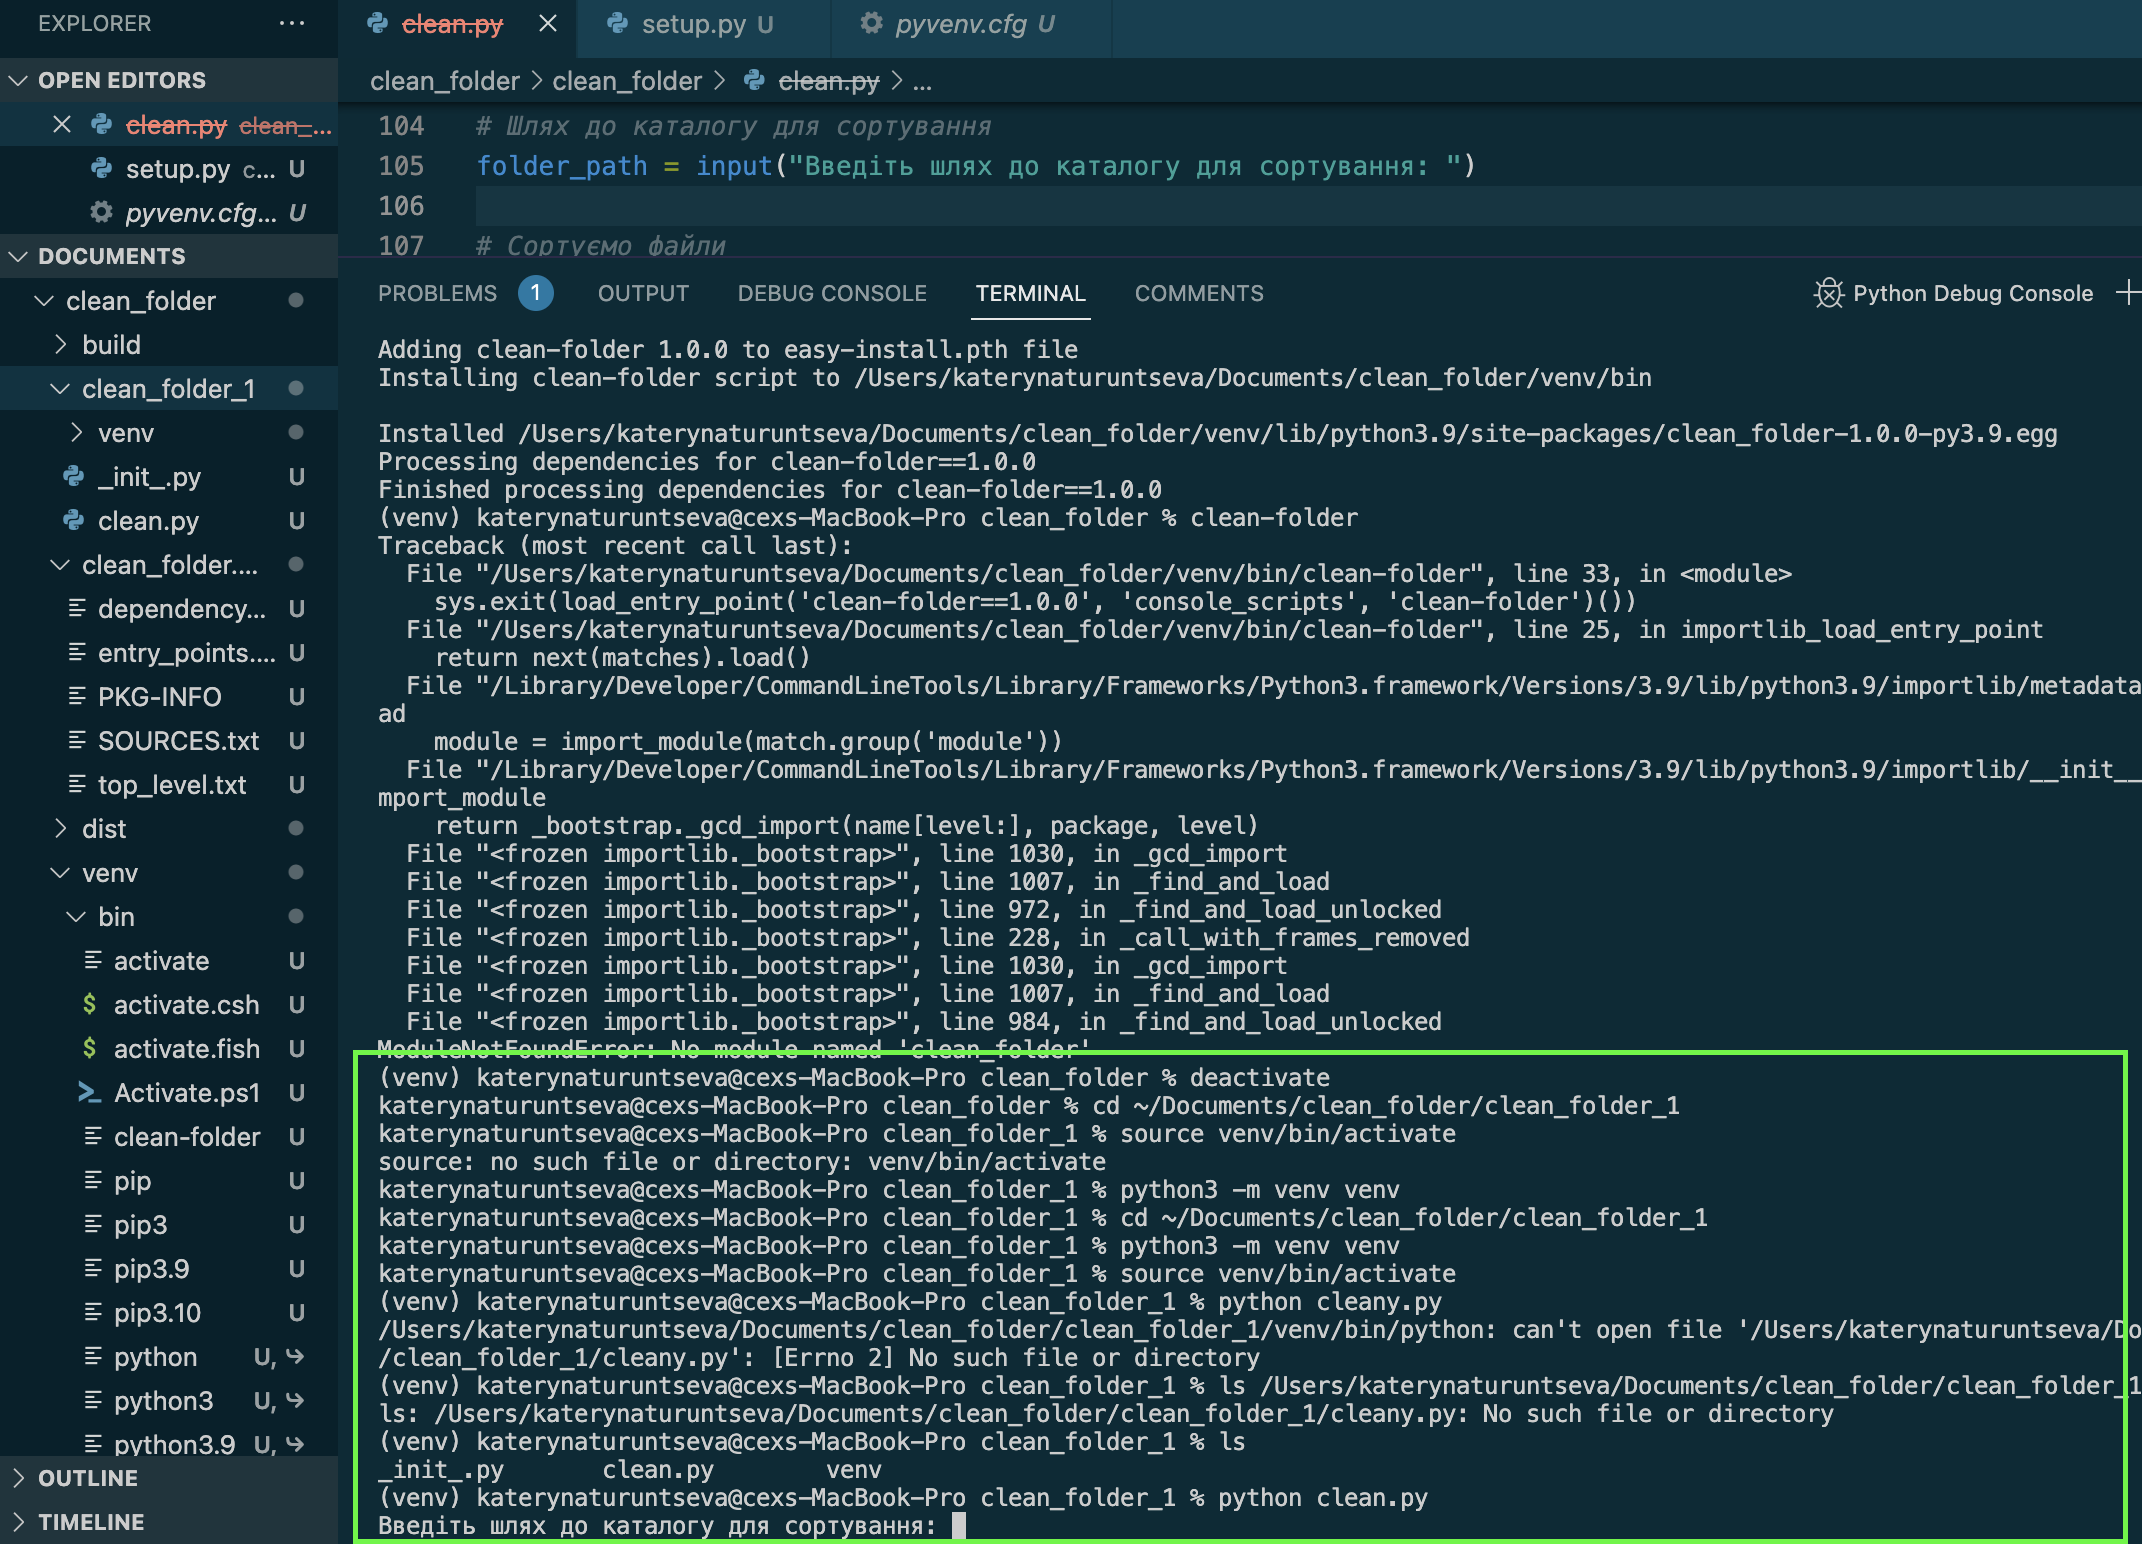 EXPLORER
OPEN EDITORS
clean.py clean_...
setup.py c... U
pyvenv.cfg... U
DOCUMENTS
clean_folder
build
clean_folder_1
venv
_init_.py U
clean.py U
clean_folder....
dependency... U
entry_points.... U
PKG-INFO U
SOURCES.txt U
top_level.txt U
dist
venv
bin
activate U
$ activate.csh U
$ activate.fish U
Activate.ps1 U
clean-folder U
pip U
pip3 U
pip3.9 U
pip3.10 U
python U,
python3 U,
python3.9 U,
OUTLINE
TIMELINE
clean.py
setup.py U
pyvenv.cfg U
clean_folder > clean_folder > clean.py > ...
104 # Шлях до каталогу для сортування
105 folder_path = input("Введіть шлях до каталогу для сортування: ")
106
107 # Сортуємо файли
PROBLEMS 1 OUTPUT DEBUG CONSOLE TERMINAL COMMENTS Python Debug Console
Adding clean-folder 1.0.0 to easy-install.pth file
Installing clean-folder script to /Users/katerynaturuntseva/Documents/clean_folder/venv/bin
Installed /Users/katerynaturuntseva/Documents/clean_folder/venv/lib/python3.9/site-packages/clean_folder-1.0.0-py3.9.egg
Processing dependencies for clean-folder==1.0.0
Finished processing dependencies for clean-folder==1.0.0
(venv) katerynaturuntseva@cexs-MacBook-Pro clean_folder % clean-folder
Traceback (most recent call last):
File "/Users/katerynaturuntseva/Documents/clean_folder/venv/bin/clean-folder", line 33, in <module>
sys.exit(load_entry_point('clean-folder==1.0.0', 'console_scripts', 'clean-folder')())
File "/Users/katerynaturuntseva/Documents/clean_folder/venv/bin/clean-folder", line 25, in importlib_load_entry_point
return next(matches).load()
File "/Library/Developer/CommandLineTools/Library/Frameworks/Python3.framework/Versions/3.9/lib/python3.9/importlib/metadata
ad
module = import_module(match.group('module'))
File "/Library/Developer/CommandLineTools/Library/Frameworks/Python3.framework/Versions/3.9/lib/python3.9/importlib/__init__
mport_module
return _bootstrap._gcd_import(name[level:], package, level)
File "<frozen importlib._bootstrap>", line 1030, in _gcd_import
File "<frozen importlib._bootstrap>", line 1007, in _find_and_load
File "<frozen importlib._bootstrap>", line 972, in _find_and_load_unlocked
File "<frozen importlib._bootstrap>", line 228, in _call_with_frames_removed
File "<frozen importlib._bootstrap>", line 1030, in _gcd_import
File "<frozen importlib._bootstrap>", line 1007, in _find_and_load
File "<frozen importlib._bootstrap>", line 984, in _find_and_load_unlocked
ModuleNotFoundError: No module named 'clean_folder'
(venv) katerynaturuntseva@cexs-MacBook-Pro clean_folder % deactivate
katerynaturuntseva@cexs-MacBook-Pro clean_folder % cd ~/Documents/clean_folder/clean_folder_1
katerynaturuntseva@cexs-MacBook-Pro clean_folder_1 % source venv/bin/activate
source: no such file or directory: venv/bin/activate
katerynaturuntseva@cexs-MacBook-Pro clean_folder_1 % python3 -m venv venv
katerynaturuntseva@cexs-MacBook-Pro clean_folder_1 % cd ~/Documents/clean_folder/clean_folder_1
katerynaturuntseva@cexs-MacBook-Pro clean_folder_1 % python3 -m venv venv
katerynaturuntseva@cexs-MacBook-Pro clean_folder_1 % source venv/bin/activate
(venv) katerynaturuntseva@cexs-MacBook-Pro clean_folder_1 % python cleany.py
/Users/katerynaturuntseva/Documents/clean_folder/clean_folder_1/venv/bin/python: can't open file '/Users/katerynaturuntseva/Do
/clean_folder_1/cleany.py': [Errno 2] No such file or directory
(venv) katerynaturuntseva@cexs-MacBook-Pro clean_folder_1 % ls /Users/katerynaturuntseva/Documents/clean_folder/clean_folder_1
ls: /Users/katerynaturuntseva/Documents/clean_folder/clean_folder_1/cleany.py: No such file or directory
(venv) katerynaturuntseva@cexs-MacBook-Pro clean_folder_1 % ls
_init_.py clean.py venv
(venv) katerynaturuntseva@cexs-MacBook-Pro clean_folder_1 % python clean.py
Введіть шлях до каталогу для сортування: